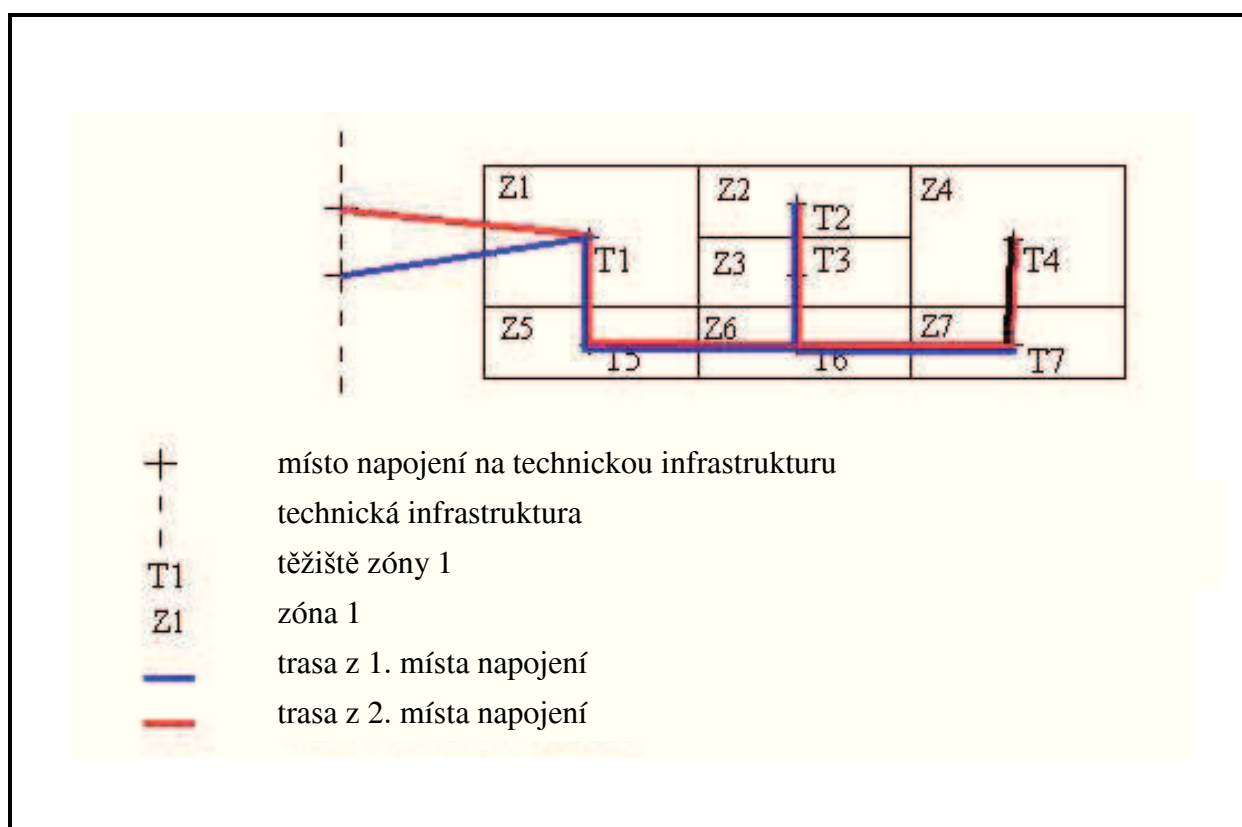 Z1 Z2 Z4
T2
T1 Z3 T3 T4
Z5 Z6 Z7
T5 T6 T7
místo napojení na technickou infrastrukturu
technická infrastruktura
T1 těžiště zóny 1
Z1 zóna 1
trasa z 1. místa napojení
trasa z 2. místa napojení